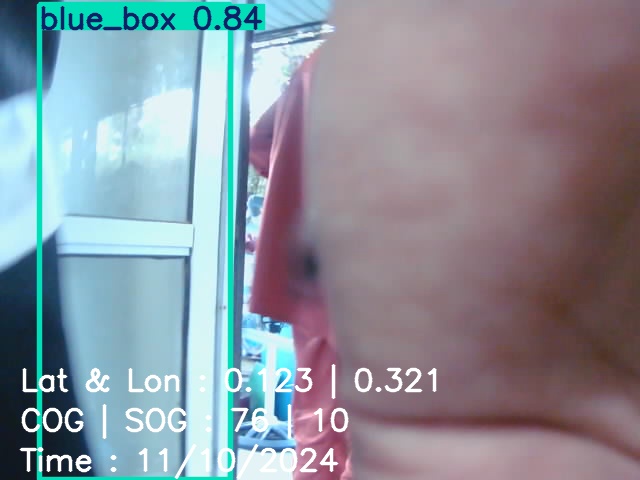 blue_box 0.84
Lat & Lon : 0.123 | 0.321
COG | SOG : 76 | 10
Time : 11/10/2024